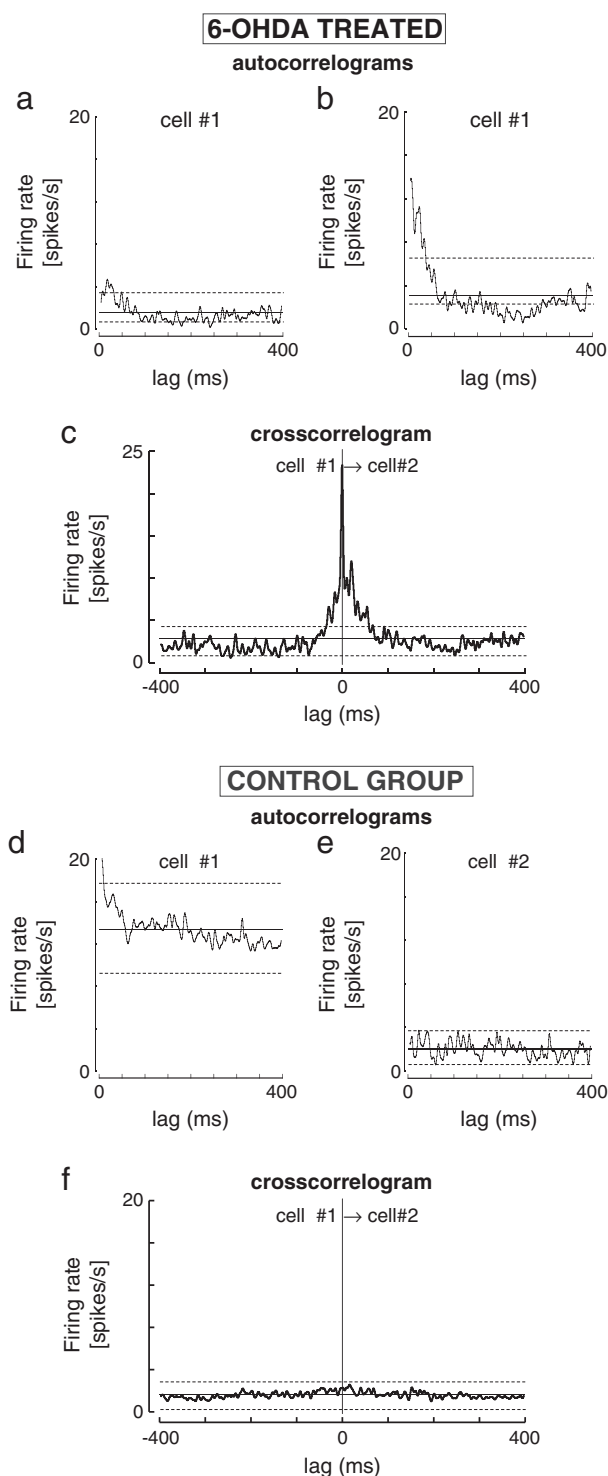 6-OHDA TREATED
autocorrelograms
a
b
cell #1
cell #1
20
20
Firing rate
[spikes/s]
Firing rate
[spikes/s]
0
0
0
400
0
400
lag (ms)
lag (ms)
c
crosscorrelogram
25
cell #1 → cell#2
Firing rate
[spikes/s]
0
-400
0
400
lag (ms)
CONTROL GROUP
autocorrelograms
d
e
20
cell #1
20
cell #2
Firing rate
[spikes/s]
Firing rate
[spikes/s]
0
0
0
400
0
400
lag (ms)
lag (ms)
f
crosscorrelogram
20
cell #1 → cell#2
Firing rate
[spikes/s]
0
-400
0
400
lag (ms)